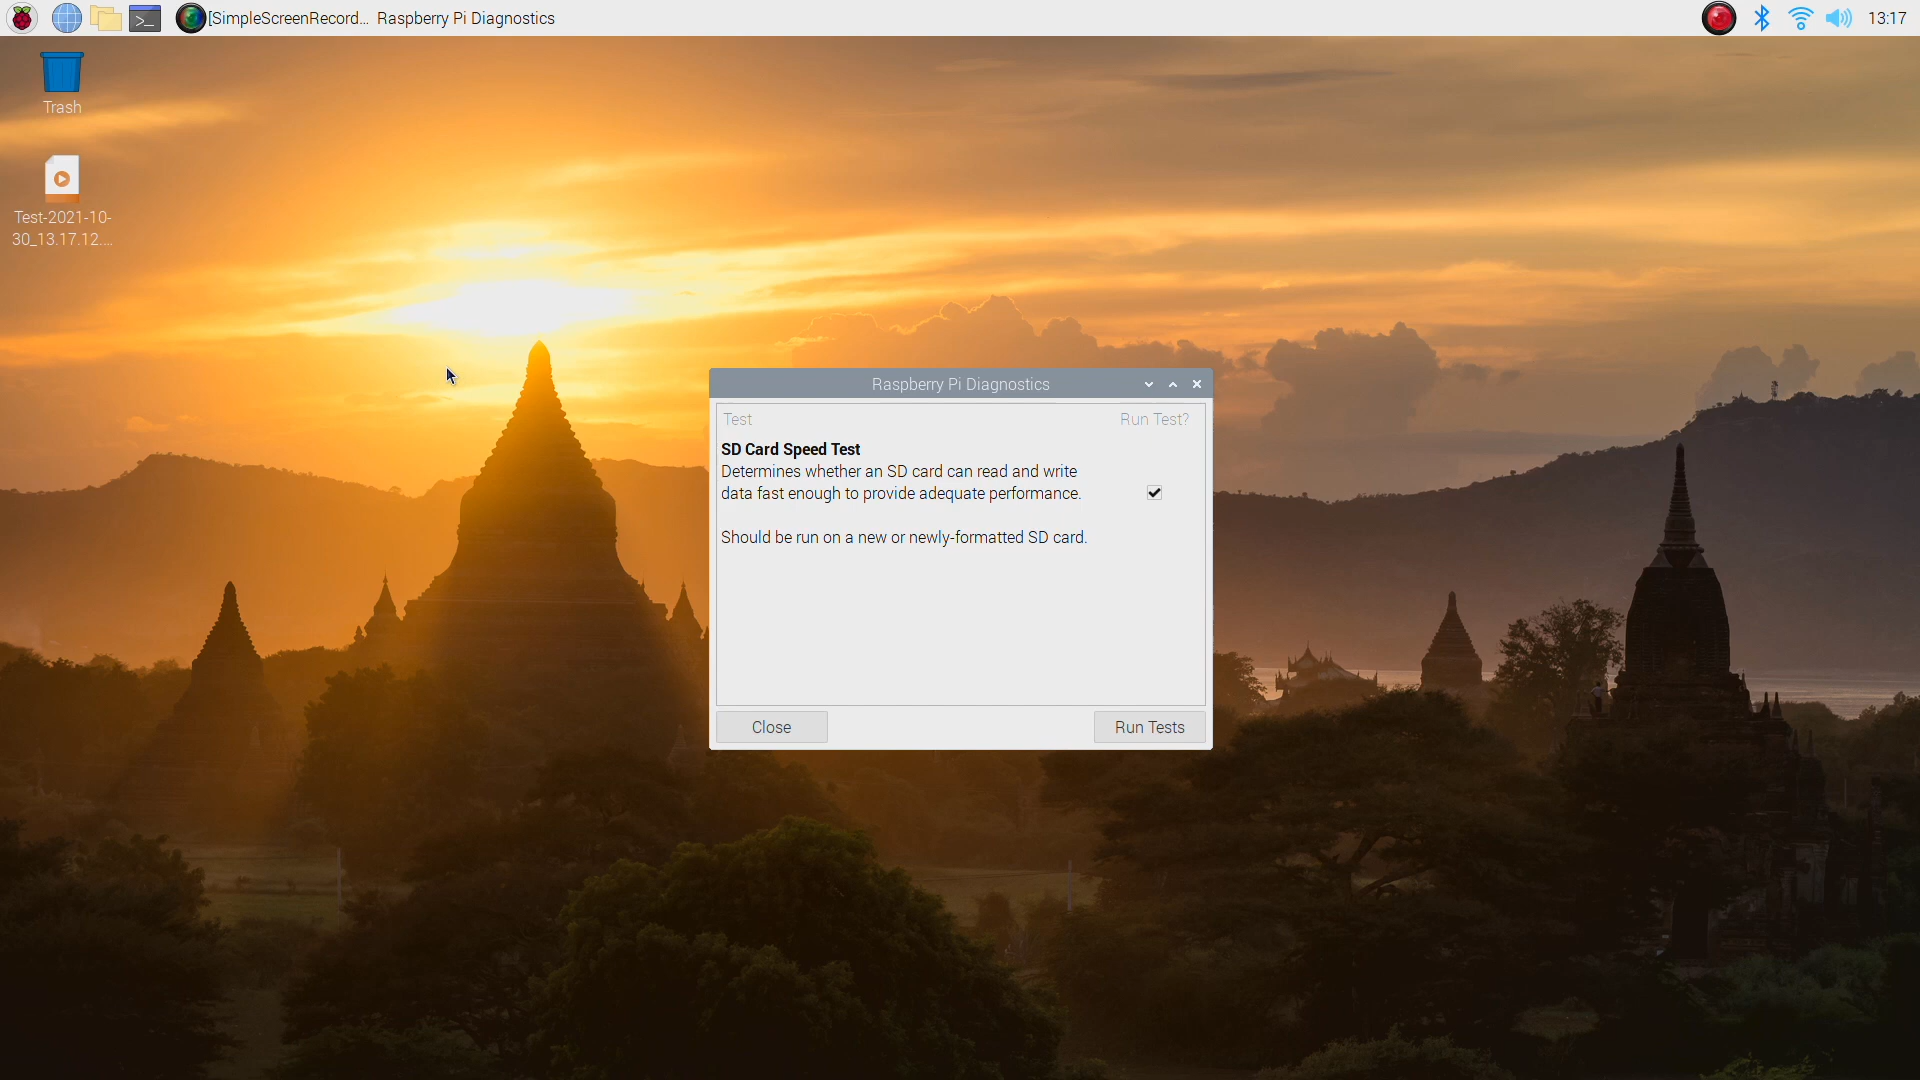 [SimpleScreenRecord... Raspberry Pi Diagnostics 13:17
Trash
Test-2021-10-
30_13.17.12....
Raspberry Pi Diagnostics
Test Run Test?
SD Card Speed Test
Determines whether an SD card can read and write
data fast enough to provide adequate performance.
Should be run on a new or newly-formatted SD card.
Close Run Tests